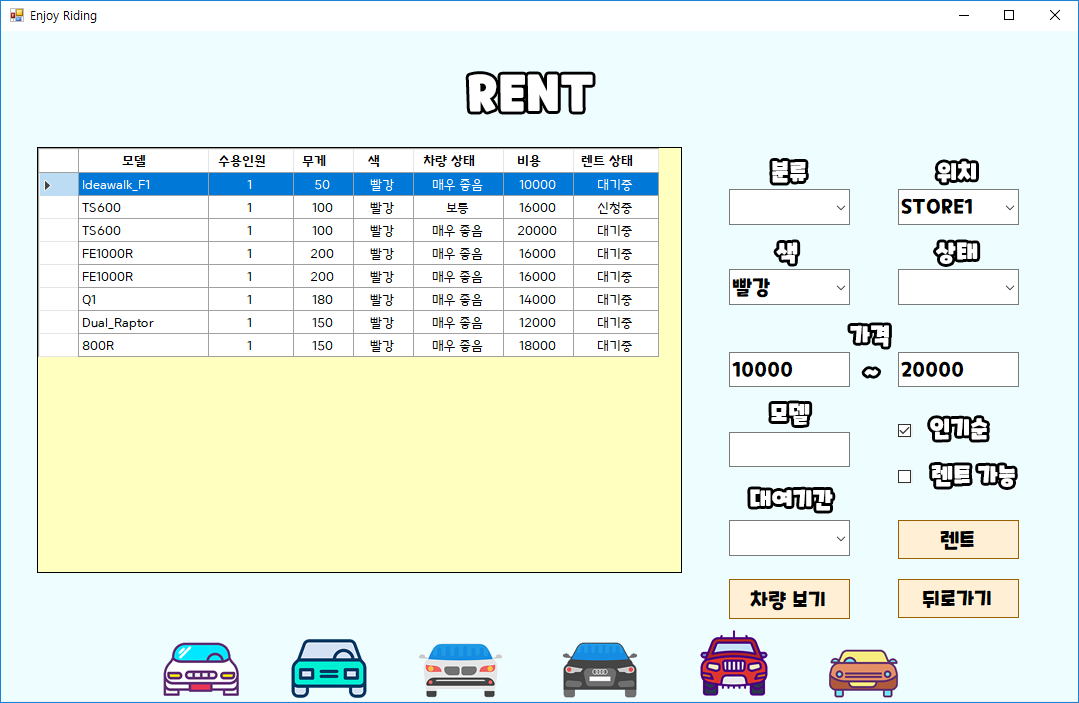 Enjoy Riding
RENT
모델 수용인원 무게 색 차량 상태 비용 렌트 상태
Ideawalk_F1 1 50 빨강 매우 좋음 10000 대기중
TS600 1 100 빨강 보통 16000 신청중
TS600 1 100 빨강 매우 좋음 20000 대기중
FE1000R 1 200 빨강 매우 좋음 16000 대기중
FE1000R 1 200 빨강 매우 좋음 16000 대기중
Q1 1 180 빨강 매우 좋음 14000 대기중
Dual_Raptor 1 150 빨강 매우 좋음 12000 대기중
800R 1 150 빨강 매우 좋음 18000 대기중
분류 위치
STORE1
색 상태
빨강
가격
10000 ~ 20000
모델
인기순
렌트 가능
대여기간
렌트
차량 보기 뒤로가기